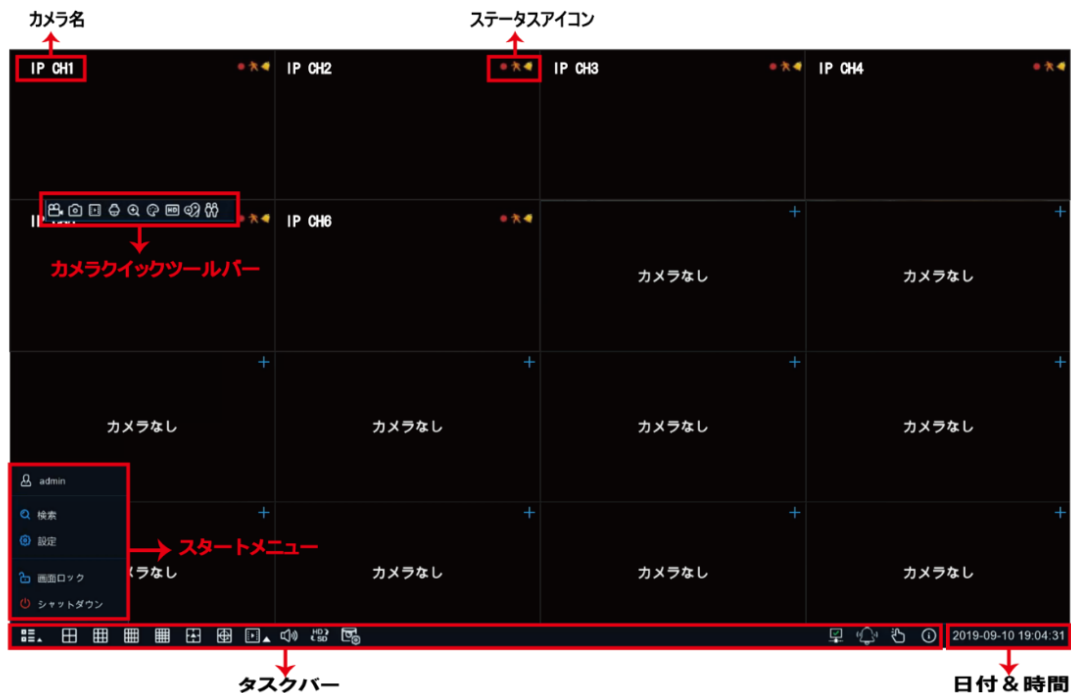 カメラ名 ステータスアイコン
IP CH1 IP CH2 IP CH3 IP CH4
IP CH6
カメラクイックツールバー
カメラなし カメラなし
カメラなし カメラなし カメラなし カメラなし
admin
検索
設定
スタートメニュー
画面ロック
シャットダウン
ラなし カメラなし カメラなし カメラなし
HD
HD
SD
2019-09-10 19:04:31
タスクバー 日付&時間